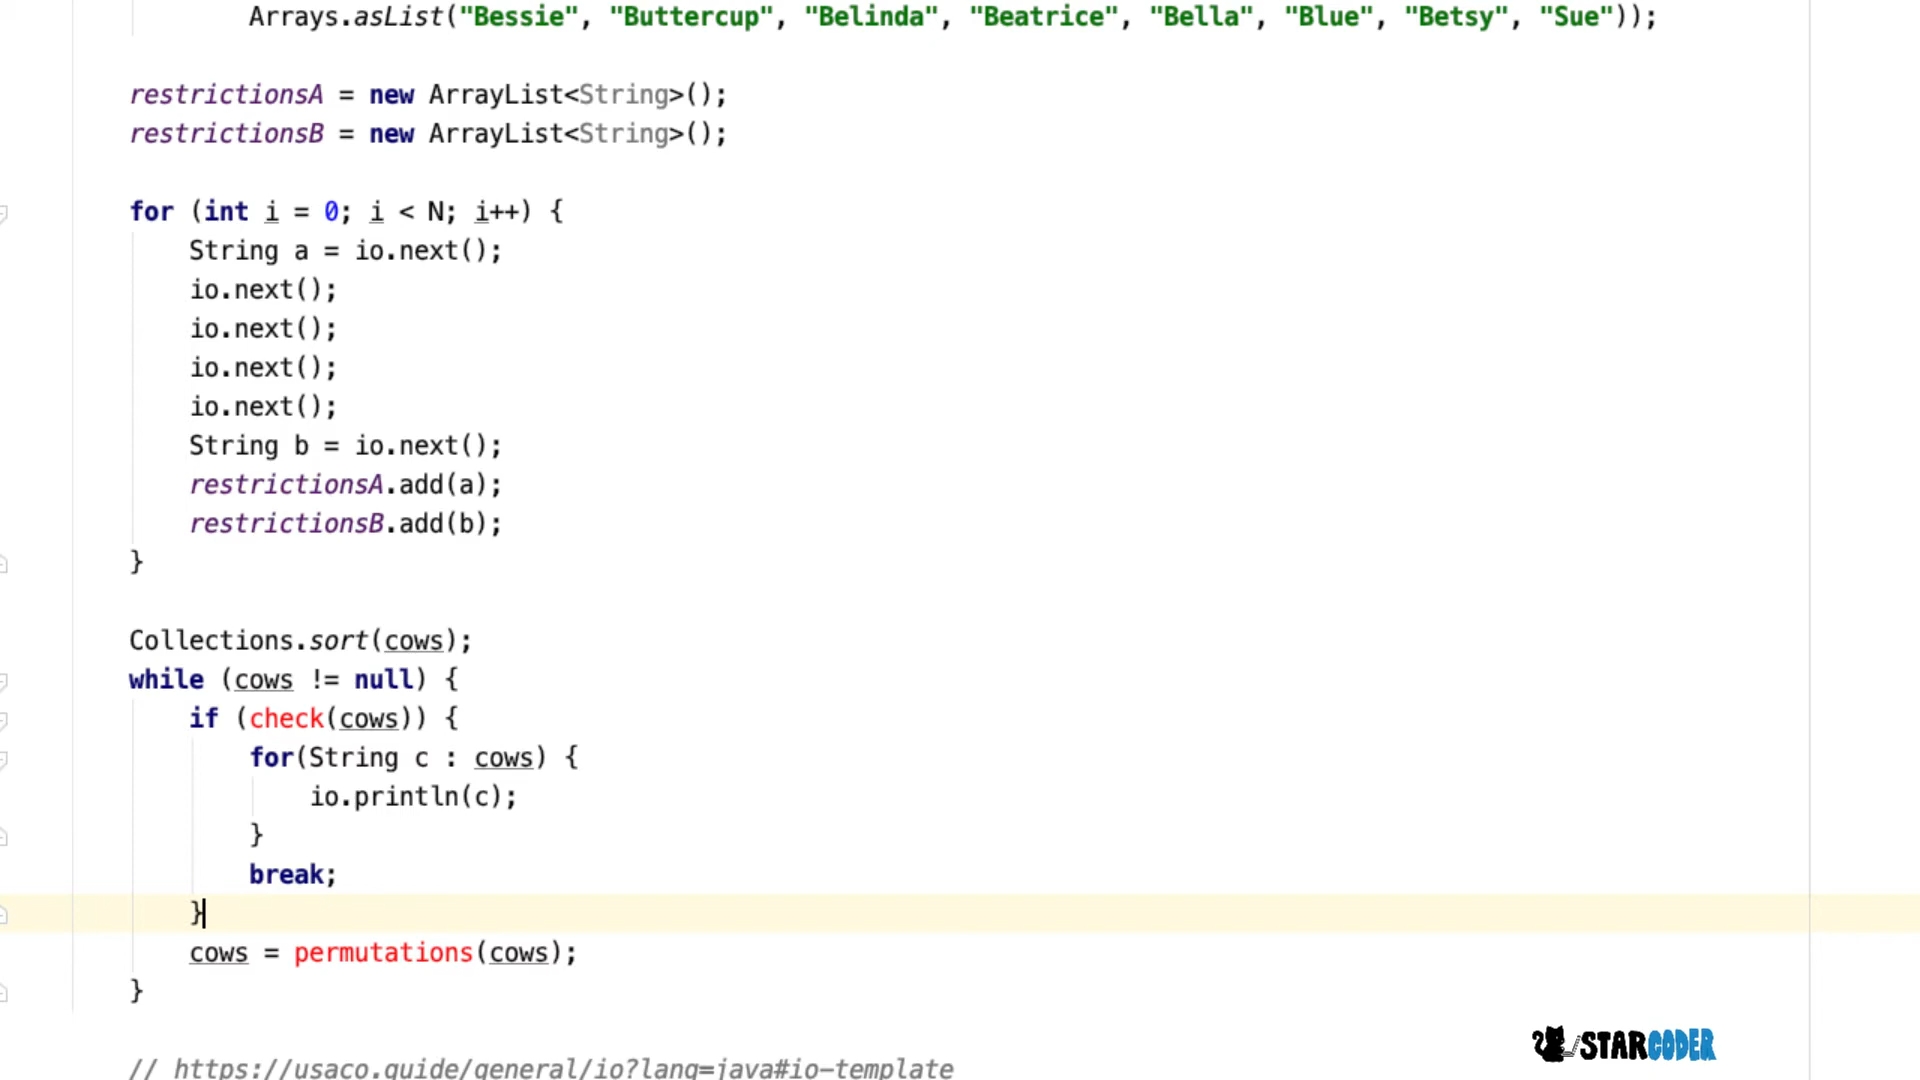 Arrays.asList("Bessie", "Buttercup", "Belinda", "Beatrice", "Bella", "Blue", "Betsy", "Sue"));
restrictionsA = new ArrayList<String>();
restrictionsB = new ArrayList<String>();
for (int i = 0; i < N; i++) {
String a = io.next();
io.next();
io.next();
io.next();
io.next();
String b = io.next();
restrictionsA.add(a);
restrictionsB.add(b);
}
Collections.sort(cows);
while (cows != null) {
if (check(cows)) {
for(String c : cows) {
io.println(c);
}
break;
}
cows = permutations(cows);
}
// https://usaco.guide/general/io?lang=java#io-template
STARCODER